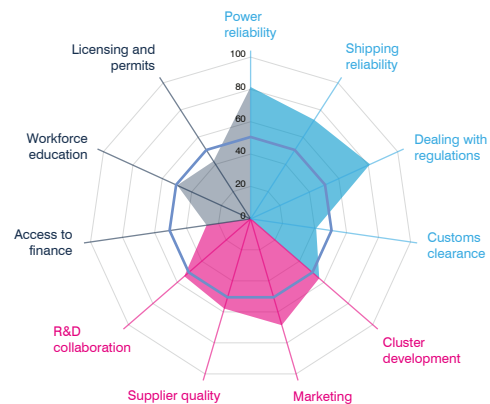 Power
reliability
Shipping
reliability
Dealing with
regulations
Customs
clearance
Cluster
development
Marketing
Supplier quality
R&D
collaboration
Access to
finance
Workforce
education
Licensing and
permits
100
80
60
40
20
0